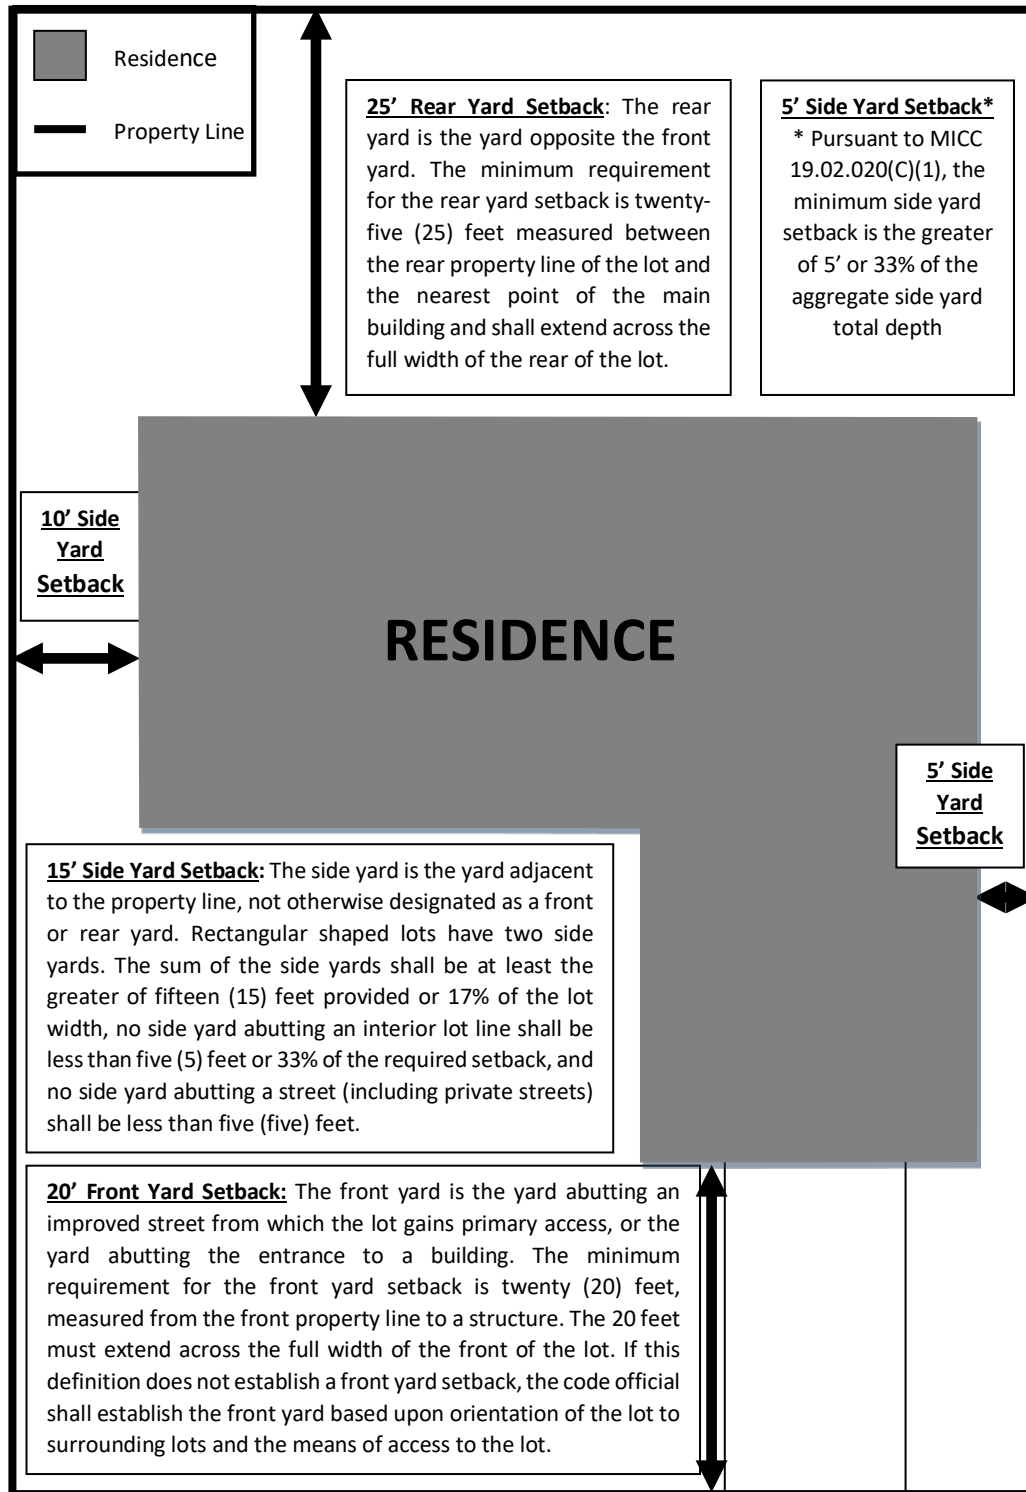 Residence
Property Line
25’ Rear Yard Setback: The rear
yard is the yard opposite the front
yard. The minimum requirement
for the rear yard setback is twenty-
five (25) feet measured between
the rear property line of the lot and
the nearest point of the main
building and shall extend across the
full width of the rear of the lot.
5’ Side Yard Setback*
* Pursuant to MICC
19.02.020(C)(1), the
minimum side yard
setback is the greater
of 5’ or 33% of the
aggregate side yard
total depth
10’ Side
Yard
Setback
RESIDENCE
5’ Side
Yard
Setback
15’ Side Yard Setback: The side yard is the yard adjacent
to the property line, not otherwise designated as a front
or rear yard. Rectangular shaped lots have two side
yards. The sum of the side yards shall be at least the
greater of fifteen (15) feet provided or 17% of the lot
width, no side yard abutting an interior lot line shall be
less than five (5) feet or 33% of the required setback, and
no side yard abutting a street (including private streets)
shall be less than five (five) feet.
20’ Front Yard Setback: The front yard is the yard abutting an
improved street from which the lot gains primary access, or the
yard abutting the entrance to a building. The minimum
requirement for the front yard setback is twenty (20) feet,
measured from the front property line to a structure. The 20 feet
must extend across the full width of the front of the lot. If this
definition does not establish a front yard setback, the code official
shall establish the front yard based upon orientation of the lot to
surrounding lots and the means of access to the lot.